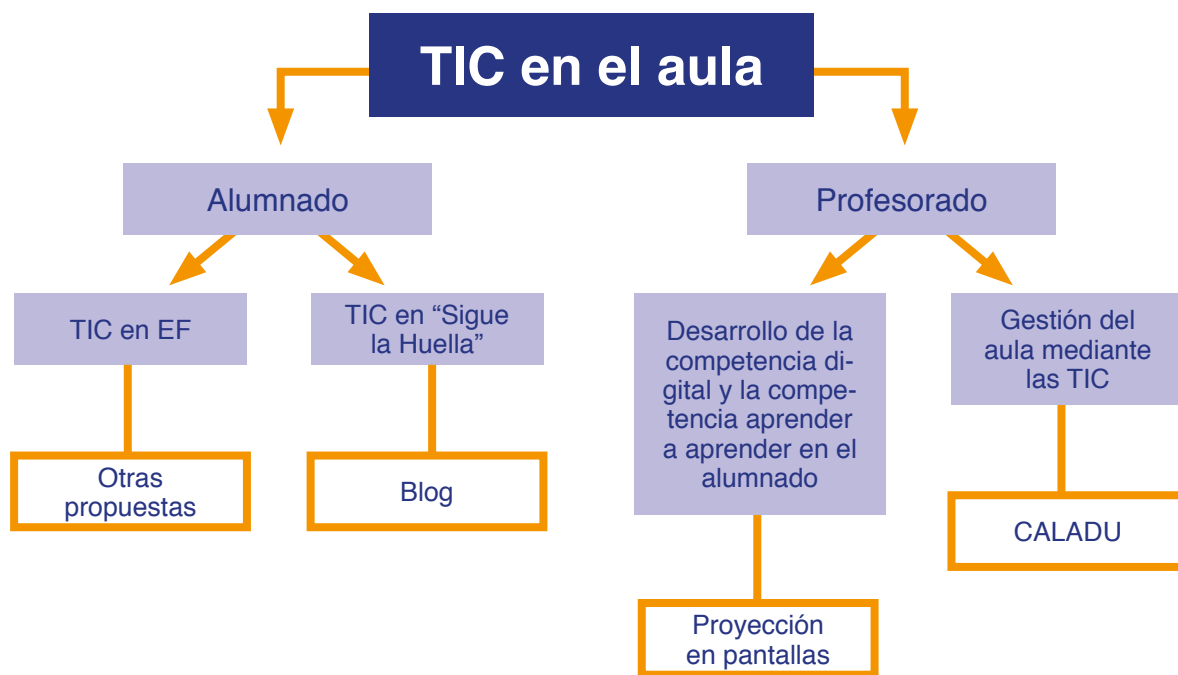 TIC en el aula
Alumnado
Profesorado
TIC en EF
TIC en “Sigue
la Huella”
Desarrollo de la
competencia di-
gital y la compe-
tencia aprender
a aprender en el
alumnado
Gestión del
aula mediante
las TIC
Otras
propuestas
Blog
CALADU
Proyección
en pantallas